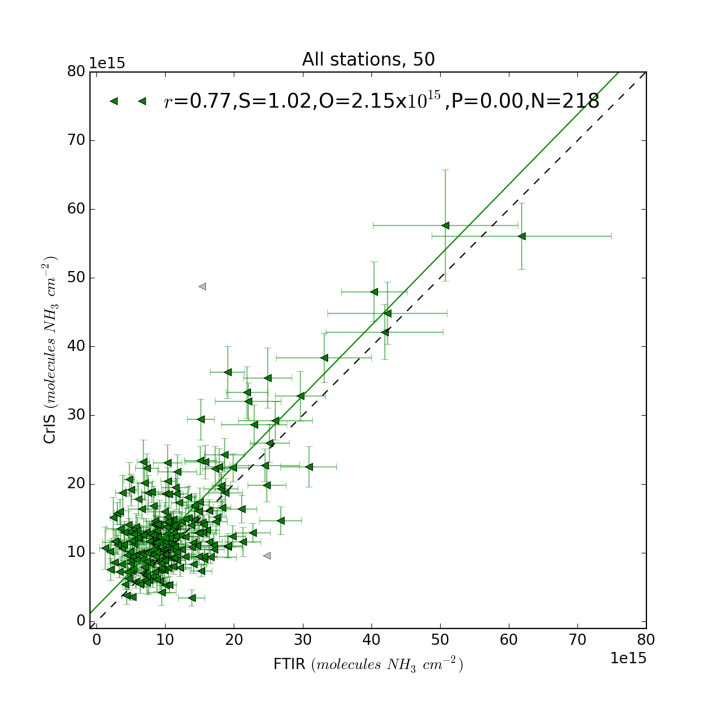 All stations, 50
1e15
r=0.77,S=1.02,O=2.15x10^15,P=0.00,N=218
80
70
60
50
40
30
20
10
0
CrIS (molecules NH_3 cm^−2)
0 10 20 30 40 50 60 70 80
1e15
FTIR (molecules NH_3 cm^−2)